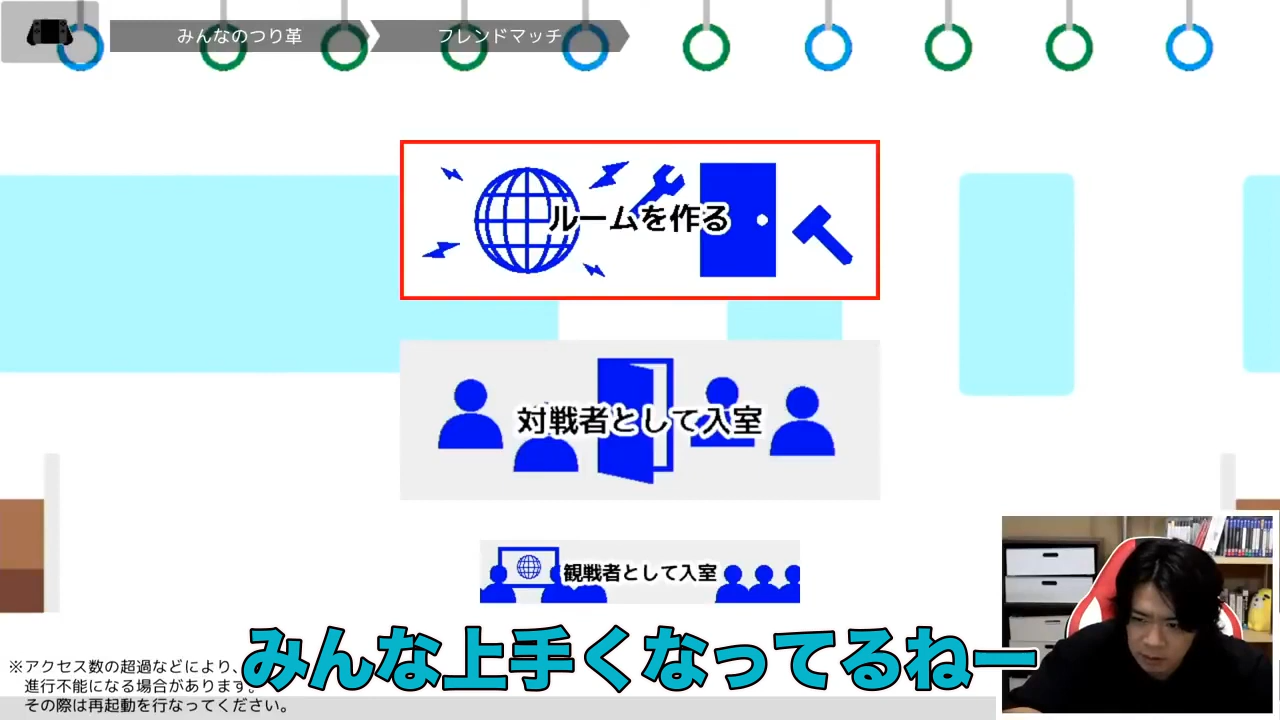 みんなのつり革
フレンドマッチ
ルームを作る
対戦者として入室
観戦者として入室
みんな上手くなってるねー
※アクセス数の超過などにより、
進行不能になる場合があります。
その際は再起動を行なってください。